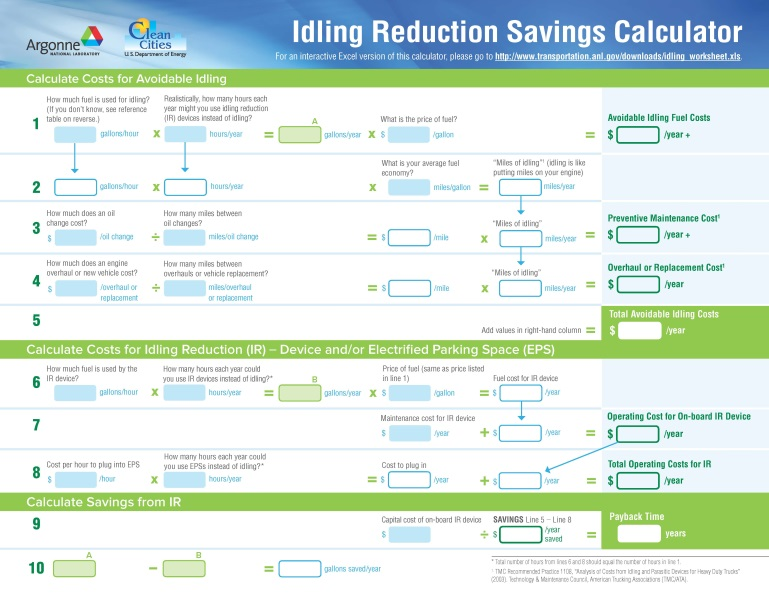 Argonne
NATIONAL LABORATORY
Clean
Cities
U.S. Department of Energy
Idling Reduction Savings Calculator
For an interactive Excel version of this calculator, please go to http://www.transportation.anl.gov/downloads/idling_worksheet.xls.
Calculate Costs for Avoidable Idling
1
How much fuel is used for idling?
(If you don't know, see reference
table on reverse.)
gallons/hour
x
Realistically, how many hours each
year might you use idling reduction
(IR) devices instead of idling?
hours/year
=
A
gallons/year
x
What is the price of fuel?
$ /gallon
=
Avoidable Idling Fuel Costs
$ /year +
2
gallons/hour
x
hours/year
x
What is your average fuel
economy?
miles/gallon
=
"Miles of idling"¹ (idling is like
putting miles on your engine)
miles/year
3
How much does an oil
change cost?
$ /oil change
÷
How many miles between
oil changes?
miles/oil change
= $ /mile
x
"Miles of idling"
miles/year
=
Preventive Maintenance Cost¹
$ /year +
4
How much does an engine
overhaul or new vehicle cost?
$ /overhaul or
replacement
÷
How many miles between
overhauls or vehicle replacement?
miles/overhaul
or replacement
= $ /mile
x
"Miles of idling"
miles/year
=
Overhaul or Replacement Cost¹
$ /year
5
Add values in right-hand column =
Total Avoidable Idling Costs
$ /year
Calculate Costs for Idling Reduction (IR) – Device and/or Electrified Parking Space (EPS)
6
How much fuel is used by the
IR device?
gallons/hour
x
How many hours each year could
you use IR devices instead of idling?*
hours/year
=
B
gallons/year
x
Price of fuel (same as price listed
in line 1)
$ /gallon
=
Fuel cost for IR device
$ /year
7
Maintenance cost for IR device
$ /year
+ $ /year
=
Operating Cost for On-board IR Device
$ /year
8
Cost per hour to plug into EPS
$ /hour
x
How many hours each year could
you use EPSs instead of idling?*
hours/year
=
Cost to plug in
$ /year
+ $ /year
=
Total Operating Costs for IR
$ /year
Calculate Savings from IR
9
Capital cost of on-board IR device
$
÷
SAVINGS Line 5 – Line 8
$ /year
saved
=
Payback Time
years
10
A
–
B
=
gallons saved/year
* Total number of hours from lines 6 and 8 should equal the number of hours in line 1.
¹ TMC Recommended Practice 1108, "Analysis of Costs from Idling and Parasitic Devices for Heavy Duty Trucks"
(2003), Technology & Maintenance Council, American Trucking Associations (TMC/ATA).